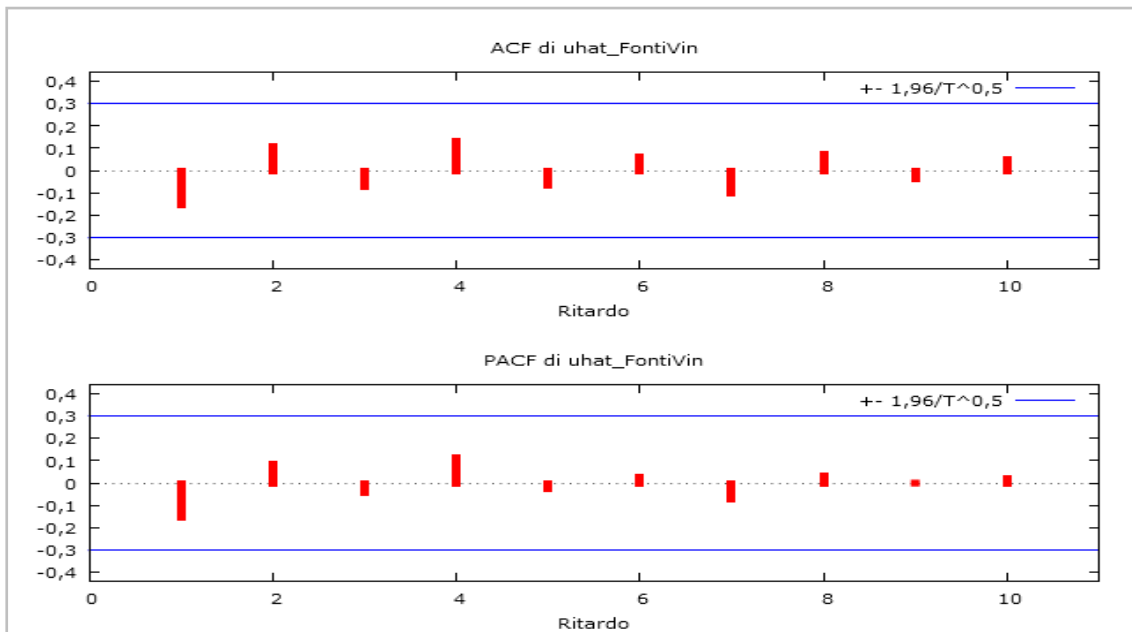 ACF di uhat_FontiVin
+- 1,96/T^0,5
0,4
0,3
0,2
0,1
0
-0,1
-0,2
-0,3
-0,4
0 2 4 6 8 10
Ritardo
PACF di uhat_FontiVin
+- 1,96/T^0,5
0,4
0,3
0,2
0,1
0
-0,1
-0,2
-0,3
-0,4
0 2 4 6 8 10
Ritardo